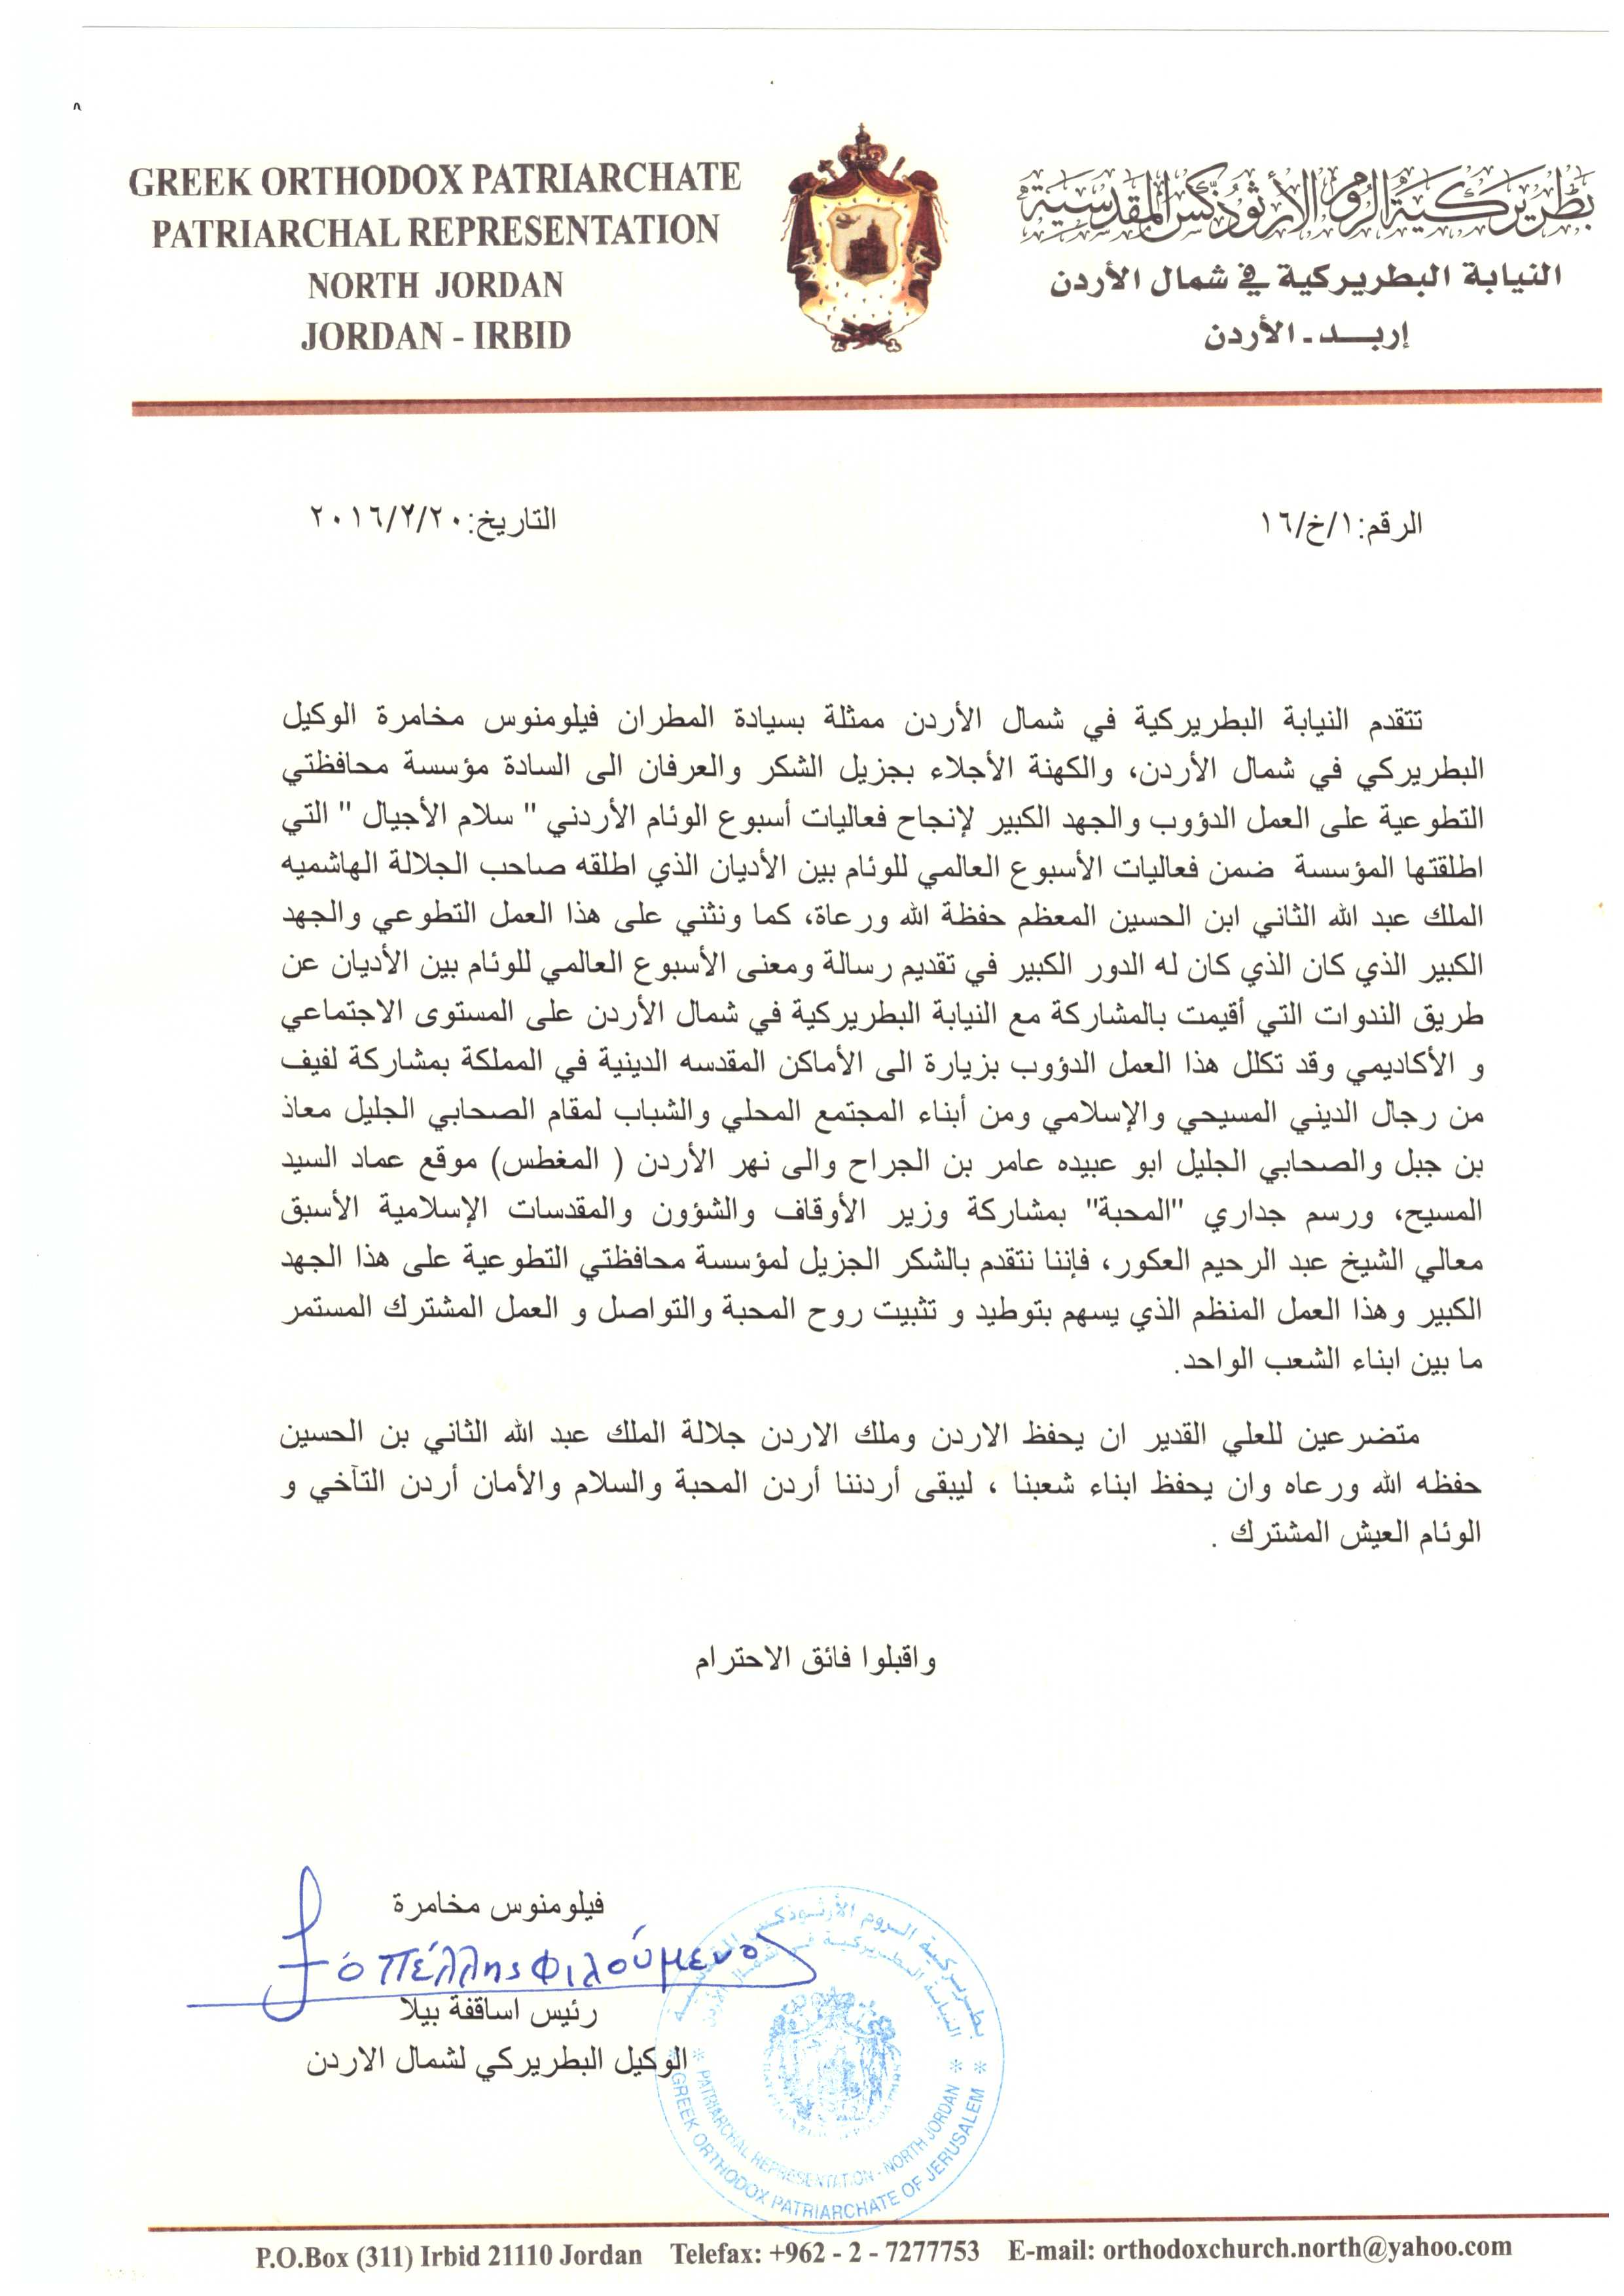 GREEK ORTHODOX PATRIARCHATE
PATRIARCHAL REPRESENTATION
NORTH JORDAN
JORDAN - IRBID
بَطْرِيَركيَّة الرُّوم الأُرثوذكس المَقدسيَّة
النيابة البطريركية في شمال الأردن
إربـــد - الأردن
الرقم:١/خ/١٦
التاريخ:٢٠١٦/٢/٢٠
تتقدم النيابة البطريركية في شمال الأردن ممثلة بسيادة المطران فيلومنوس مخامرة الوكيل
البطريركي في شمال الأردن، والكهنة الأجلاء بجزيل الشكر والعرفان الى السادة مؤسسة محافظتي
التطوعية على العمل الدؤوب والجهد الكبير لإنجاح فعاليات أسبوع الوئام الأردني " سلام الأجيال " التي
اطلقتها المؤسسة ضمن فعاليات الأسبوع العالمي للوئام بين الأديان الذي اطلقه صاحب الجلالة الهاشميه
الملك عبد الله الثاني ابن الحسين المعظم حفظة الله ورعاة، كما ونثني على هذا العمل التطوعي والجهد
الكبير الذي كان الذي كان له الدور الكبير في تقديم رسالة ومعنى الأسبوع العالمي للوئام بين الأديان عن
طريق الندوات التي أقيمت بالمشاركة مع النيابة البطريركية في شمال الأردن على المستوى الاجتماعي
و الأكاديمي وقد تكلل هذا العمل الدؤوب بزيارة الى الأماكن المقدسه الدينية في المملكة بمشاركة لفيف
من رجال الديني المسيحي والإسلامي ومن أبناء المجتمع المحلي والشباب لمقام الصحابي الجليل معاذ
بن جبل والصحابي الجليل ابو عبيده عامر بن الجراح والى نهر الأردن ( المغطس) موقع عماد السيد
المسيح، ورسم جداري "المحبة" بمشاركة وزير الأوقاف والشؤون والمقدسات الإسلامية الأسبق
معالي الشيخ عبد الرحيم العكور، فإننا نتقدم بالشكر الجزيل لمؤسسة محافظتي التطوعية على هذا الجهد
الكبير وهذا العمل المنظم الذي يسهم بتوطيد و تثبيت روح المحبة والتواصل و العمل المشترك المستمر
ما بين ابناء الشعب الواحد.
متضرعين للعلي القدير ان يحفظ الاردن وملك الاردن جلالة الملك عبد الله الثاني بن الحسين
حفظه الله ورعاه وان يحفظ ابناء شعبنا ، ليبقى أردننا أردن المحبة والسلام والأمان أردن التآخي و
الوئام العيش المشترك .
واقبلوا فائق الاحترام
فيلومنوس مخامرة
ὁ Πέλλης Φιλούμενος
رئيس اساقفة بيلا
الوكيل البطريركي لشمال الاردن
بطريركية الروم الأرثوذكس المقدسية
النيابة البطريركية في شمال الأردن
* PATRIARCHAL REPRESENTATION - NORTH JORDAN *
* GREEK ORTHODOX PATRIARCHATE OF JERUSALEM *
P.O.Box (311) Irbid 21110 Jordan Telefax: +962 - 2 - 7277753 E-mail: orthodoxchurch.north@yahoo.com